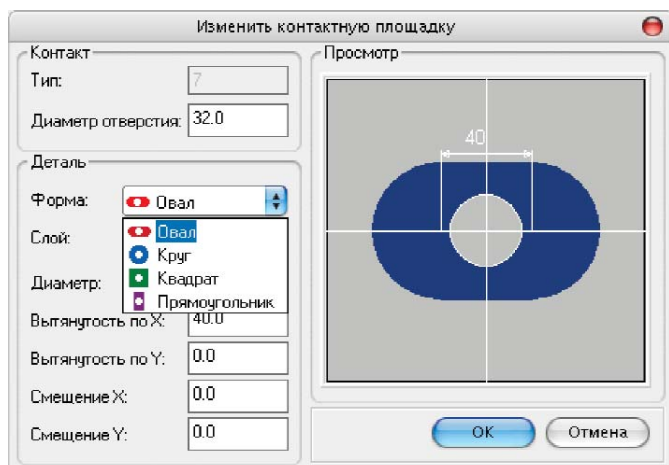 Изменить контактную площадку
Контакт
Тип:
7
Диаметр отверстия:
32.0
Деталь
Форма:
Овал
Слой:
Овал
Круг
Диаметр:
Квадрат
Прямоугольник
Вытянутость по X:
40.0
Вытянутость по Y:
0.0
Смещение X:
0.0
Смещение Y:
0.0
Просмотр
40
OK
Отмена